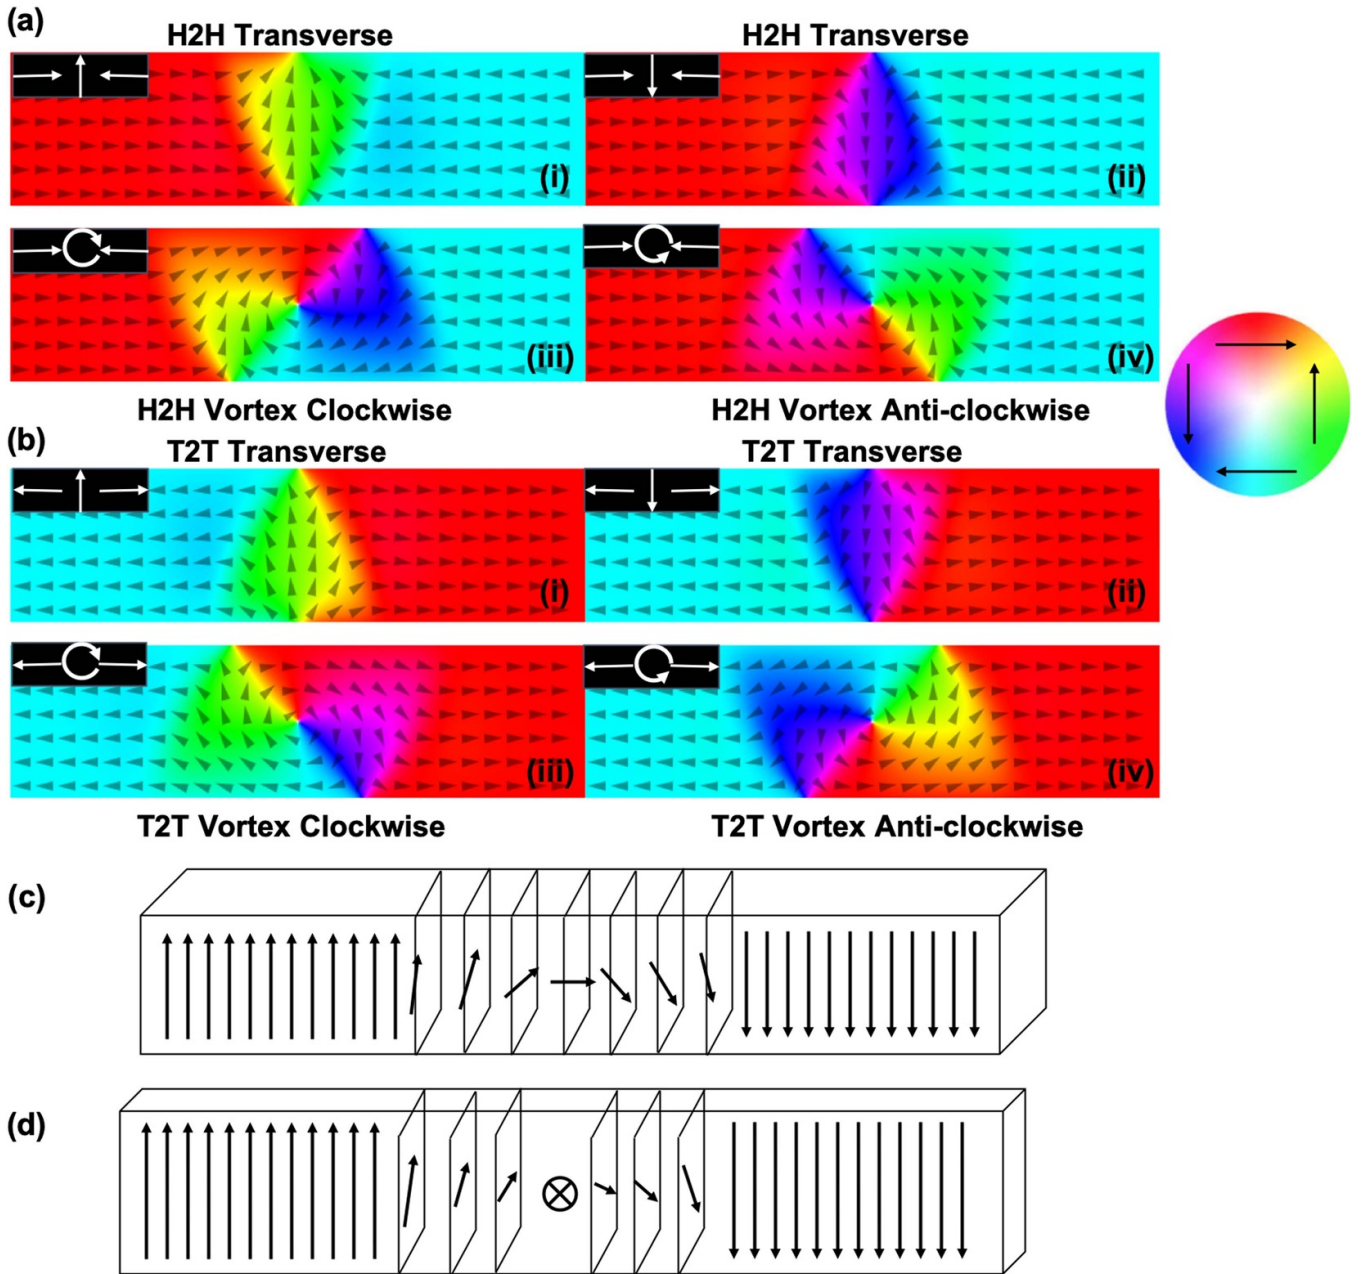 (a)
H2H Transverse
H2H Transverse
(i)
(ii)
(iii)
(iv)
H2H Vortex Clockwise
H2H Vortex Anti-clockwise
(b)
T2T Transverse
T2T Transverse
(i)
(ii)
(iii)
(iv)
T2T Vortex Clockwise
T2T Vortex Anti-clockwise
(c)
(d)